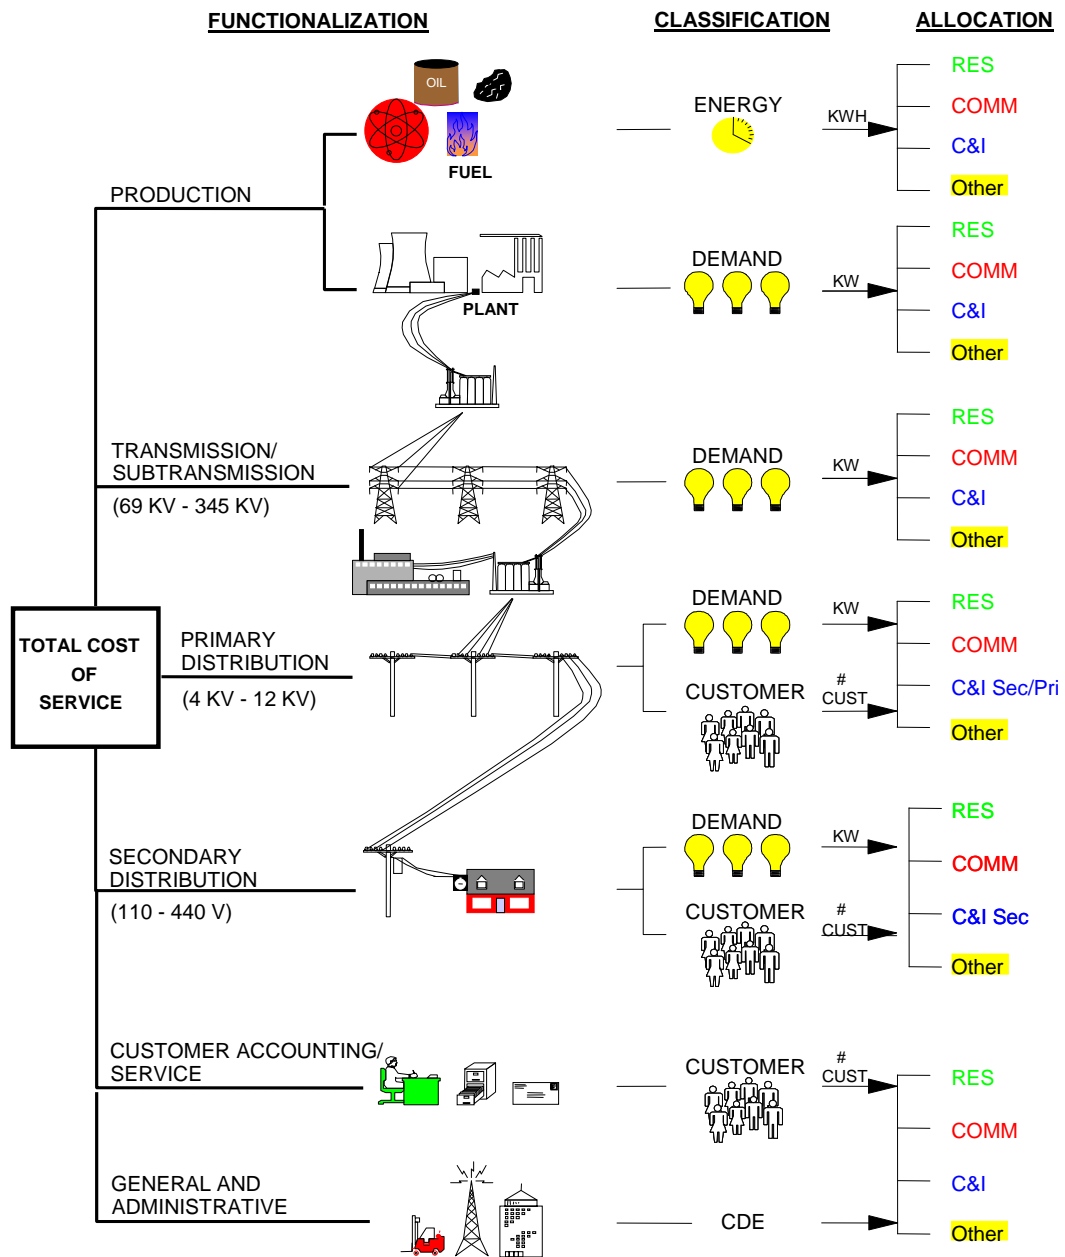 FUNCTIONALIZATION
CLASSIFICATION
ALLOCATION
OIL
FUEL
PRODUCTION
ENERGY
KWH
RES
COMM
C&I
Other
PLANT
DEMAND
KW
RES
COMM
C&I
Other
TRANSMISSION/
SUBTRANSMISSION
(69 KV - 345 KV)
DEMAND
KW
RES
COMM
C&I
Other
TOTAL COST
OF
SERVICE
PRIMARY
DISTRIBUTION
(4 KV - 12 KV)
DEMAND
KW
CUSTOMER
#
CUST
RES
COMM
C&I Sec/Pri
Other
SECONDARY
DISTRIBUTION
(110 - 440 V)
DEMAND
KW
CUSTOMER
#
CUST
RES
COMM
C&I Sec
Other
CUSTOMER ACCOUNTING/
SERVICE
CUSTOMER
#
CUST
GENERAL AND
ADMINISTRATIVE
CDE
RES
COMM
C&I
Other